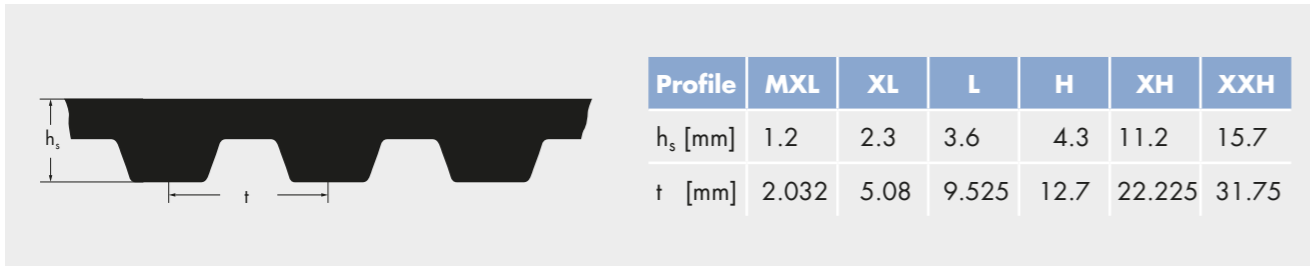 hs
t
Profile MXL XL L H XH XXH
hs [mm] 1.2 2.3 3.6 4.3 11.2 15.7
t [mm] 2.032 5.08 9.525 12.7 22.225 31.75